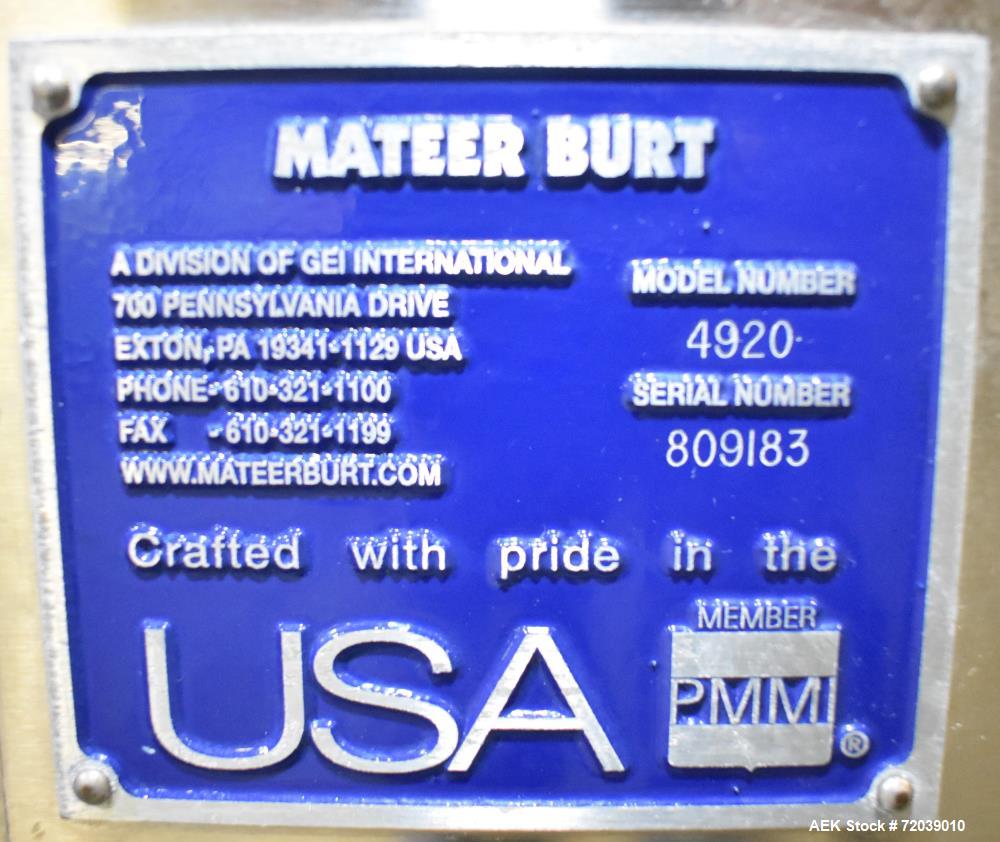 MATEER BURT
A DIVISION OF GEI INTERNATIONAL
700 PENNSYLVANIA DRIVE
EXTON, PA 19341-1129 USA
PHONE- 610-321-1100
FAX - 610-321-1199
WWW.MATEERBURT.COM
MODEL NUMBER
4920
SERIAL NUMBER
809183
Crafted with pride in the
USA
MEMBER
PMMI
®
AEK Stock # 72039010